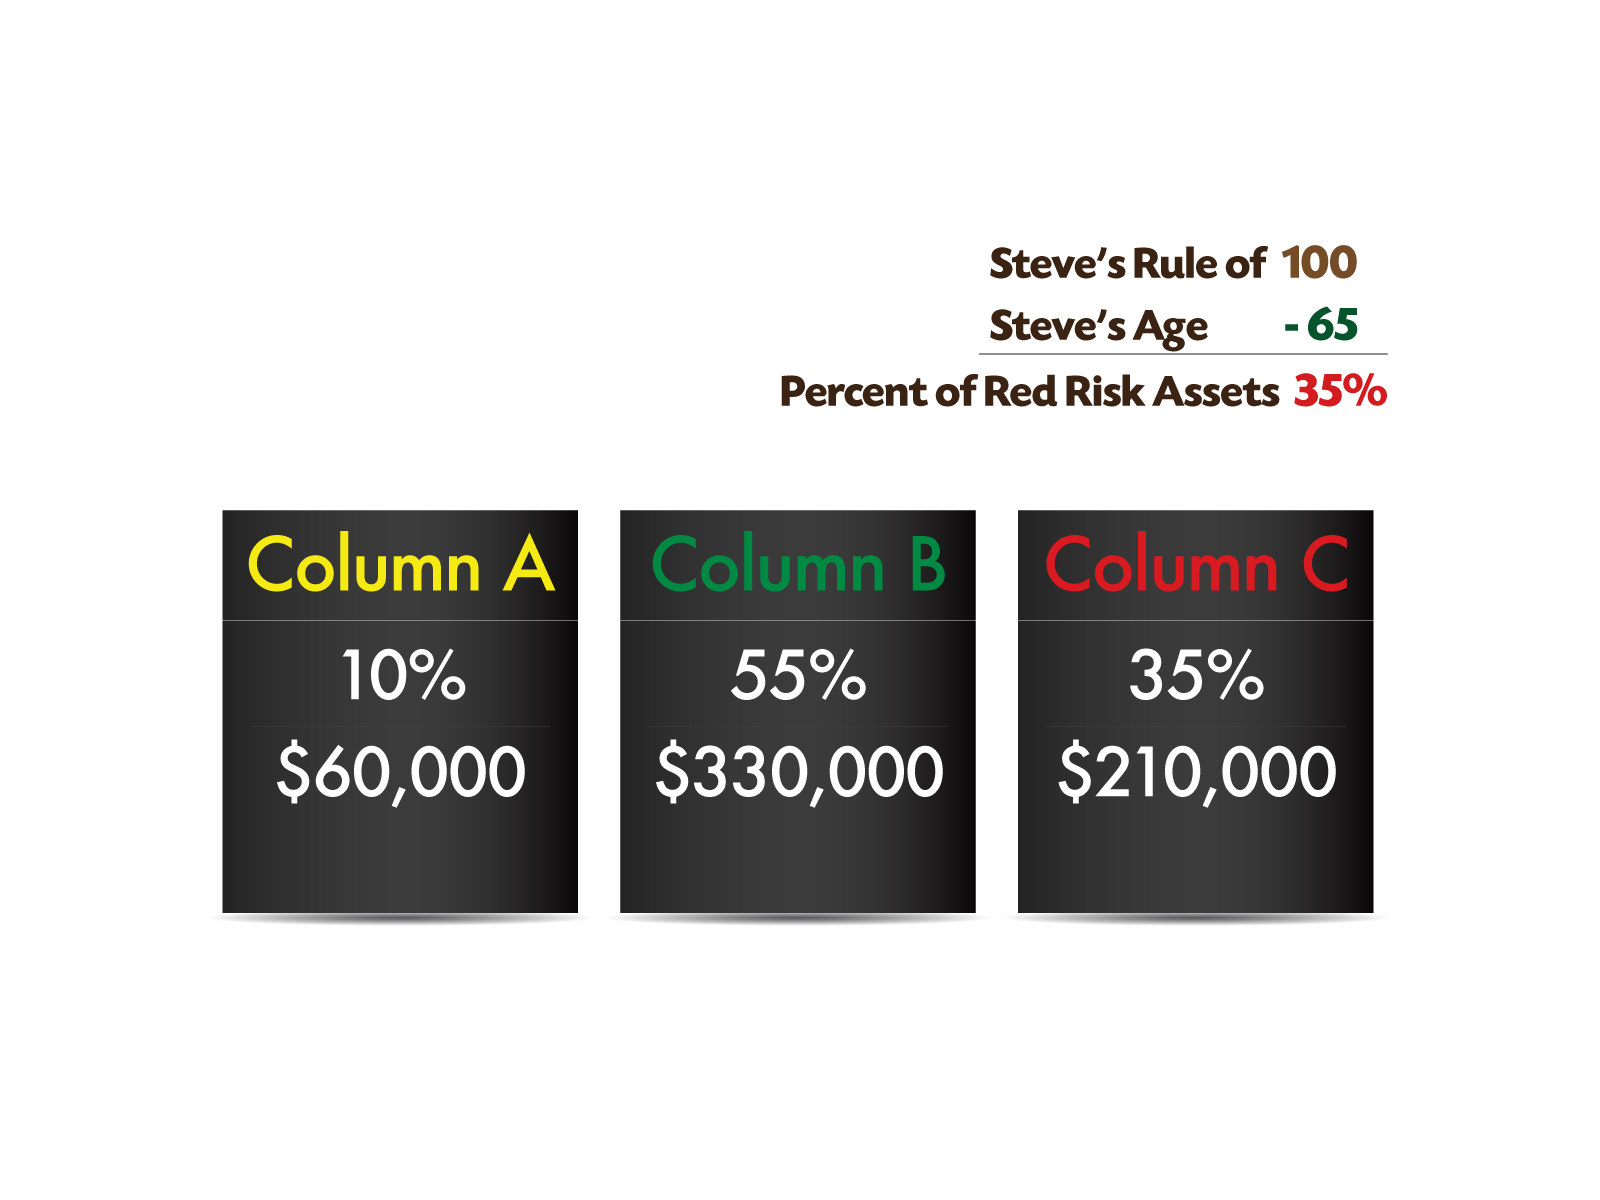 Steve’s Rule of 100
Steve’s Age - 65
Percent of Red Risk Assets 35%
Column A
10%
$60,000
Column B
55%
$330,000
Column C
35%
$210,000